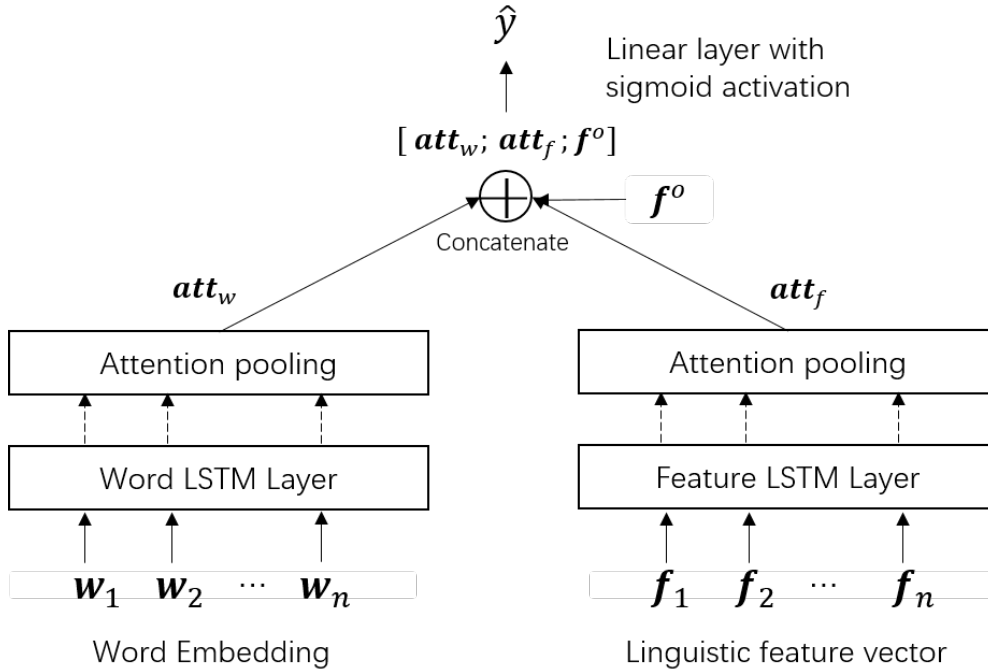 ŷ
Linear layer with
sigmoid activation
[ att_w; att_f; f^o]
f^o
Concatenate
att_w
att_f
Attention pooling
Attention pooling
Word LSTM Layer
Feature LSTM Layer
w_1 w_2 ⋯ w_n
f_1 f_2 ⋯ f_n
Word Embedding
Linguistic feature vector